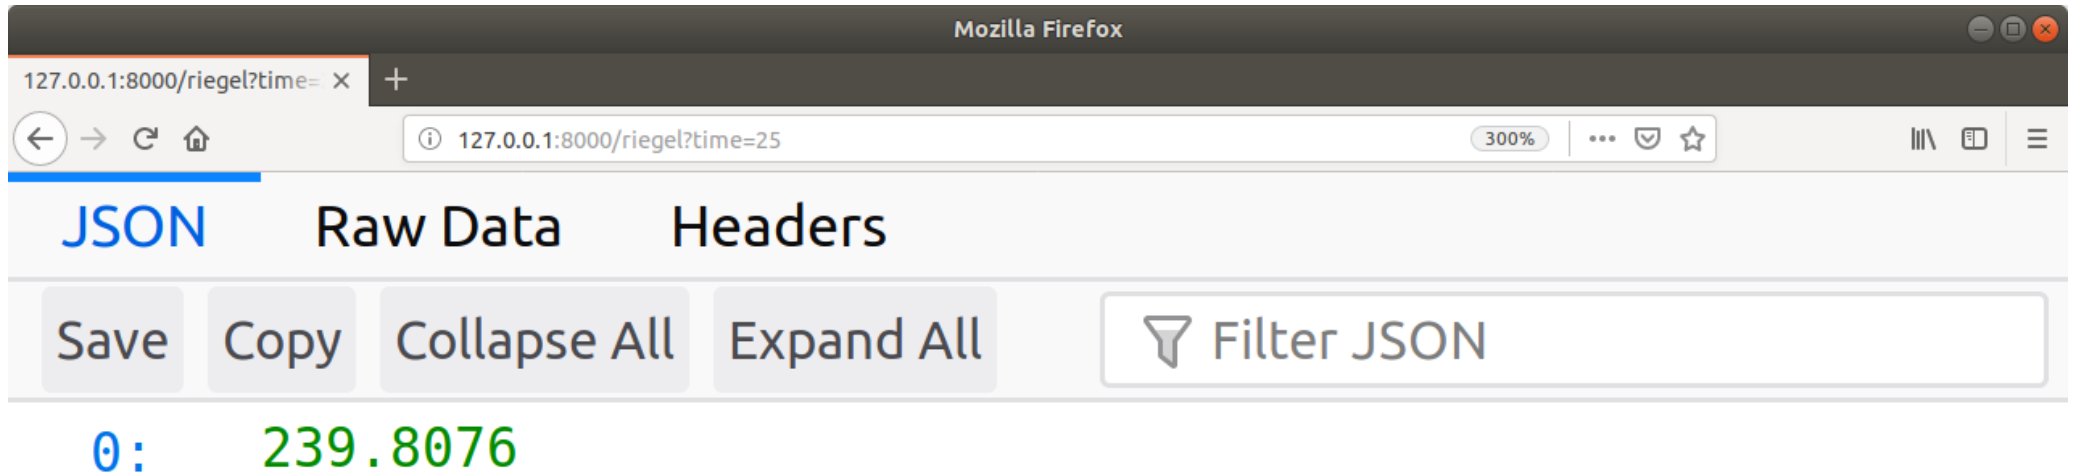 Mozilla Firefox
127.0.0.1:8000/riegel?time=
127.0.0.1:8000/riegel?time=25 300%
JSON Raw Data Headers
Save Copy Collapse All Expand All Filter JSON
0: 239.8076